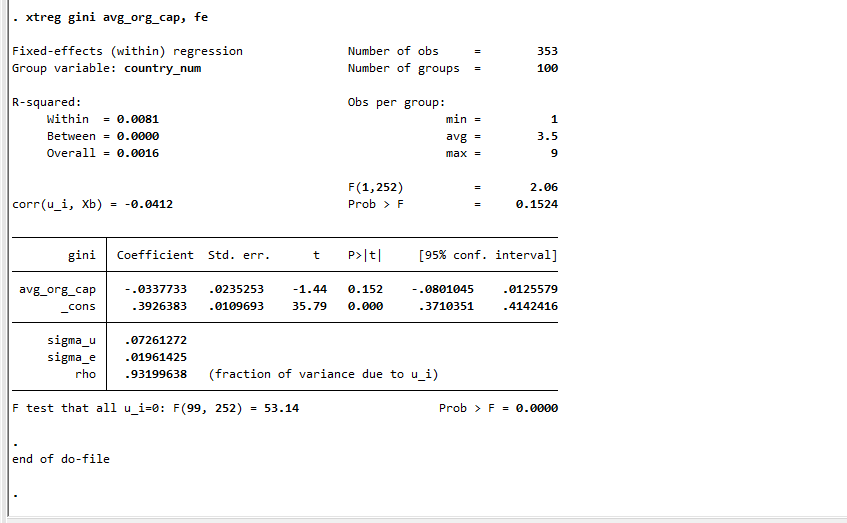 . xtreg gini avg_org_cap, fe
Fixed-effects (within) regression Number of obs = 353
Group variable: country_num Number of groups = 100
R-squared: Obs per group:
Within = 0.0081 min = 1
Between = 0.0000 avg = 3.5
Overall = 0.0016 max = 9
F(1,252) = 2.06
corr(u_i, Xb) = -0.0412 Prob > F = 0.1524
gini Coefficient Std. err. t P>|t| [95% conf. interval]
avg_org_cap -.0337733 .0235253 -1.44 0.152 -.0801045 .0125579
_cons .3926383 .0109693 35.79 0.000 .3710351 .4142416
sigma_u .07261272
sigma_e .01961425
rho .93199638 (fraction of variance due to u_i)
F test that all u_i=0: F(99, 252) = 53.14 Prob > F = 0.0000
.
end of do-file
.